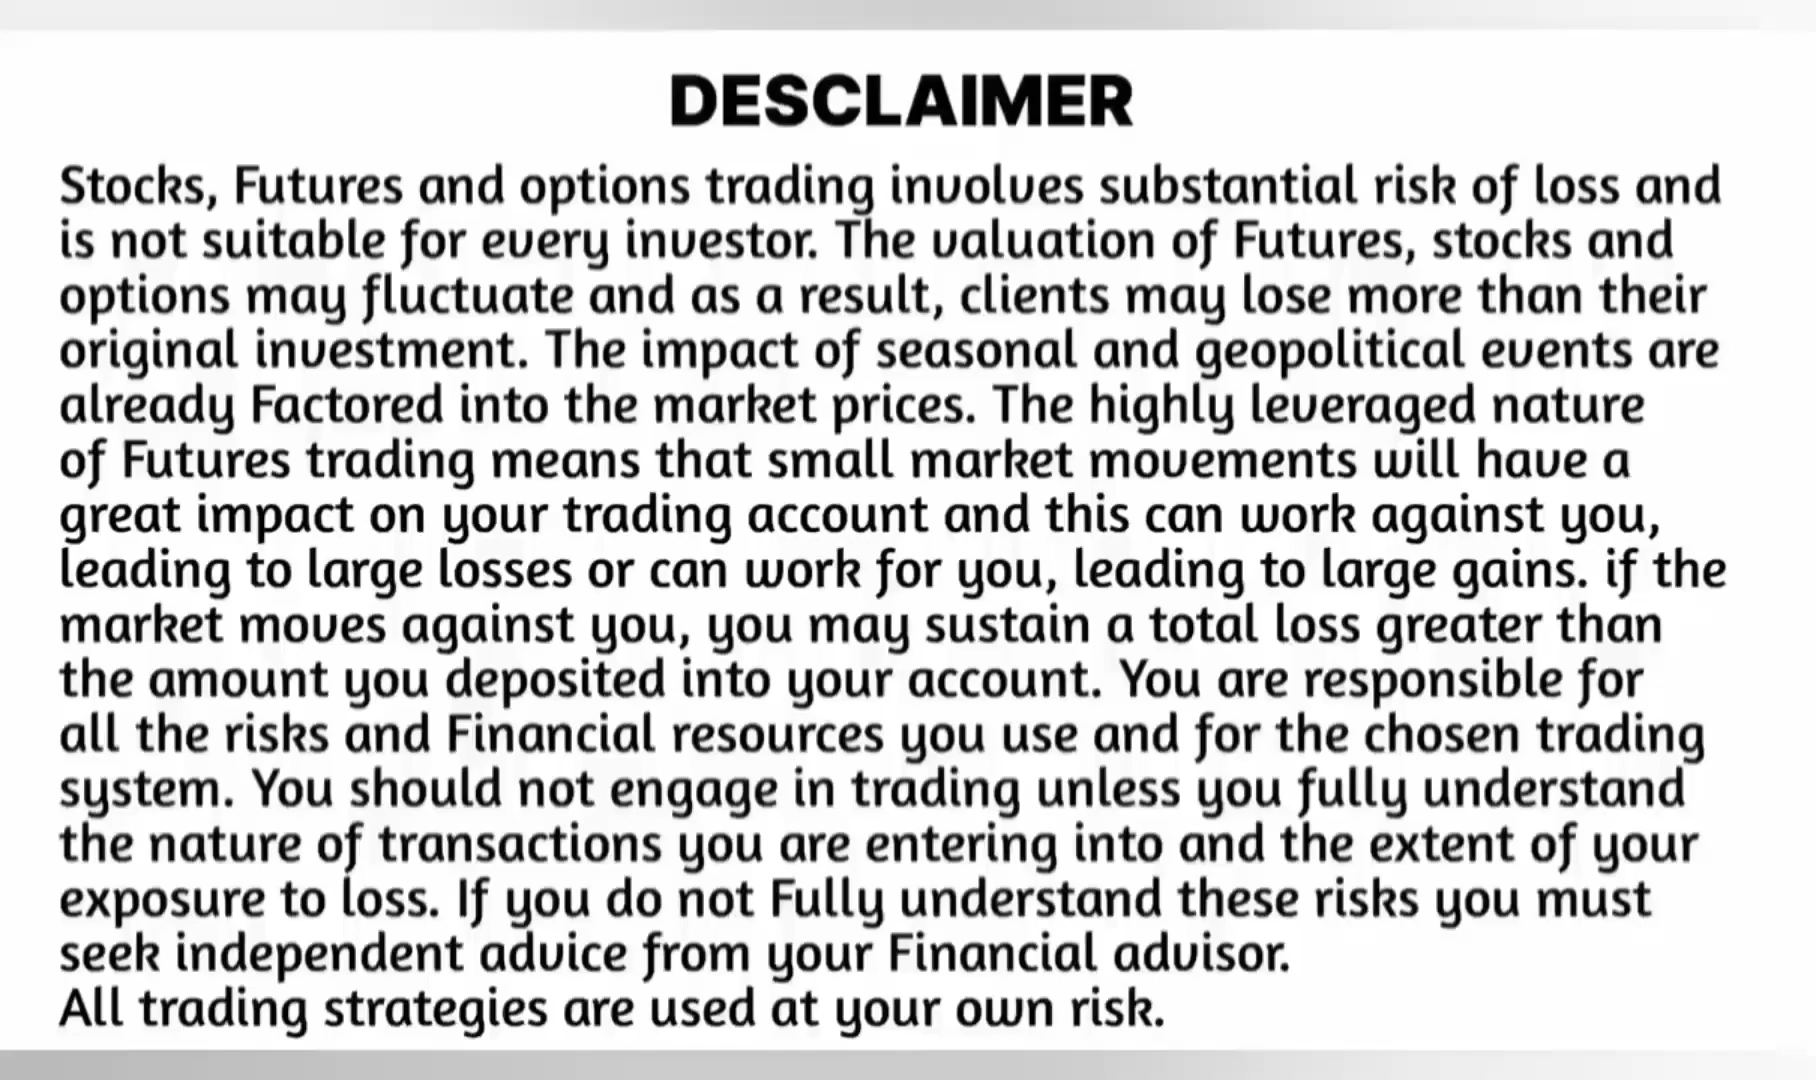 DESCLAIMER
Stocks, Futures and options trading involves substantial risk of loss and
is not suitable for every investor. The valuation of Futures, stocks and
options may fluctuate and as a result, clients may lose more than their
original investment. The impact of seasonal and geopolitical events are
already Factored into the market prices. The highly leveraged nature
of Futures trading means that small market movements will have a
great impact on your trading account and this can work against you,
leading to large losses or can work for you, leading to large gains. if the
market moves against you, you may sustain a total loss greater than
the amount you deposited into your account. You are responsible for
all the risks and Financial resources you use and for the chosen trading
system. You should not engage in trading unless you fully understand
the nature of transactions you are entering into and the extent of your
exposure to loss. If you do not Fully understand these risks you must
seek independent advice from your Financial advisor.
All trading strategies are used at your own risk.